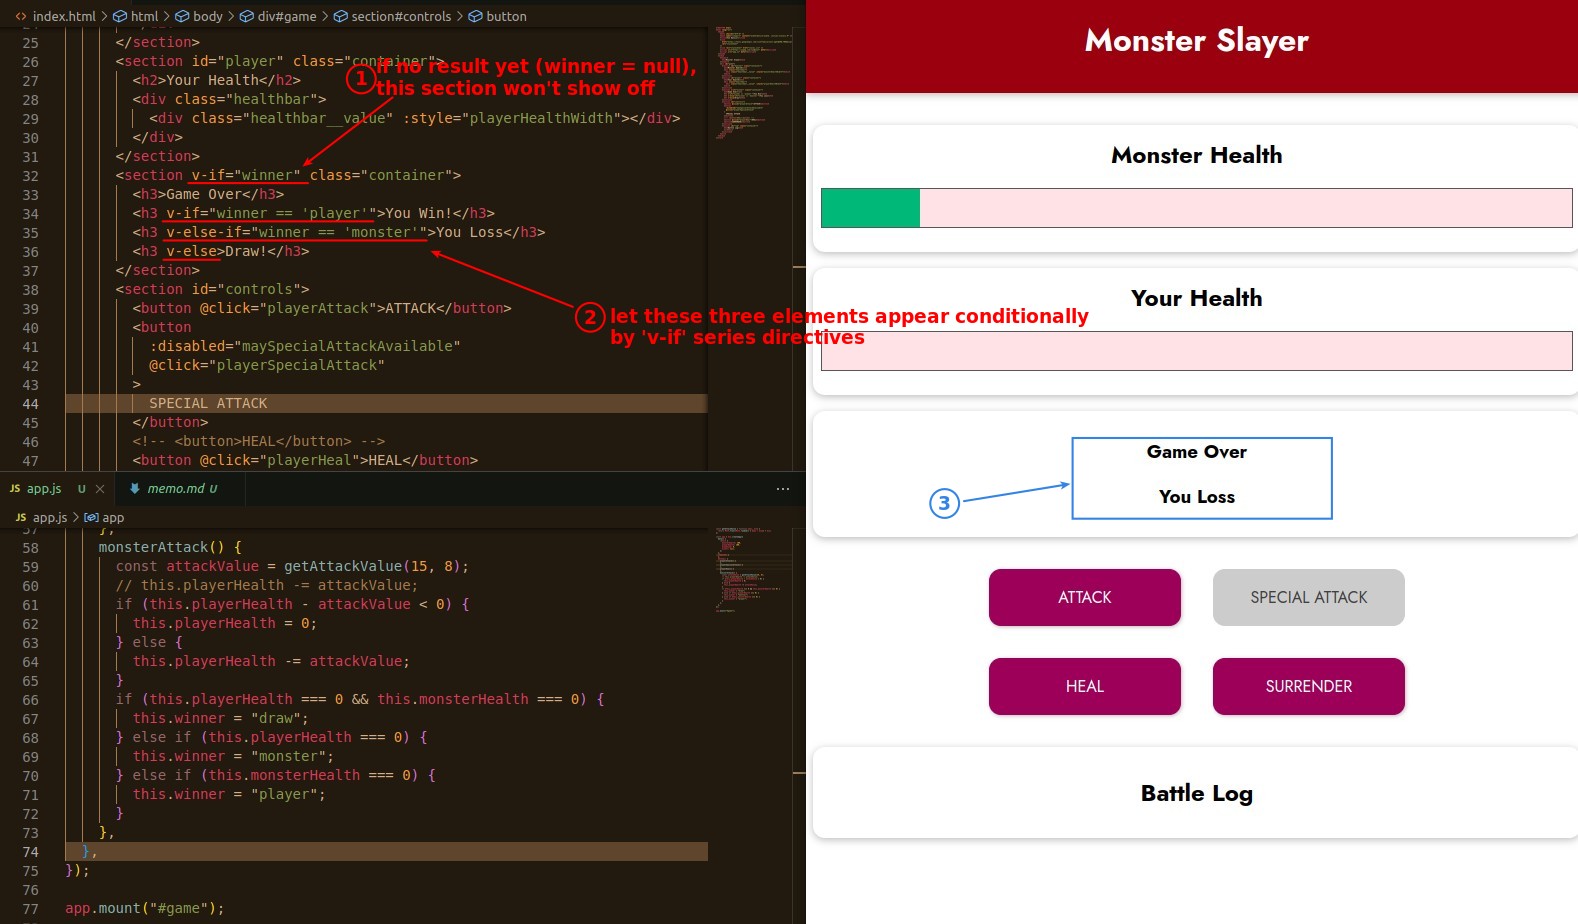 index.html > html > body > div#game > section#controls > button
25 </section>
26 <section id="player" class="container">
if no result yet (winner = null),
1 this section won't show off
27 <h2>Your Health</h2>
28 <div class="healthbar">
29 <div class="healthbar__value" :style="playerHealthWidth"></div>
30 </div>
31 </section>
32 <section v-if="winner" class="container">
33 <h3>Game Over</h3>
34 <h3 v-if="winner == 'player'">You Win!</h3>
35 <h3 v-else-if="winner == 'monster'">You Loss</h3>
36 <h3 v-else>Draw!</h3>
37 </section>
38 <section id="controls">
39 <button @click="playerAttack">ATTACK</button>
40 <button
2 let these three elements appear conditionally
by 'v-if' series directives
41 :disabled="maySpecialAttackAvailable"
42 @click="playerSpecialAttack"
43 >
44 SPECIAL ATTACK
45 </button>
46 <!-- <button>HEAL</button> -->
47 <button @click="playerHeal">HEAL</button>
JS app.js U × memo.md U ...
JS app.js > app
57 },
58 monsterAttack() {
59 const attackValue = getAttackValue(15, 8);
60 // this.playerHealth -= attackValue;
61 if (this.playerHealth - attackValue < 0) {
62 this.playerHealth = 0;
63 } else {
64 this.playerHealth -= attackValue;
65 }
66 if (this.playerHealth === 0 && this.monsterHealth === 0) {
67 this.winner = "draw";
68 } else if (this.playerHealth === 0) {
69 this.winner = "monster";
70 } else if (this.monsterHealth === 0) {
71 this.winner = "player";
72 }
73 },
74 },
75 });
76
77 app.mount("#game");
Monster Slayer
Monster Health
Your Health
Game Over
3 You Loss
ATTACK SPECIAL ATTACK
HEAL SURRENDER
Battle Log